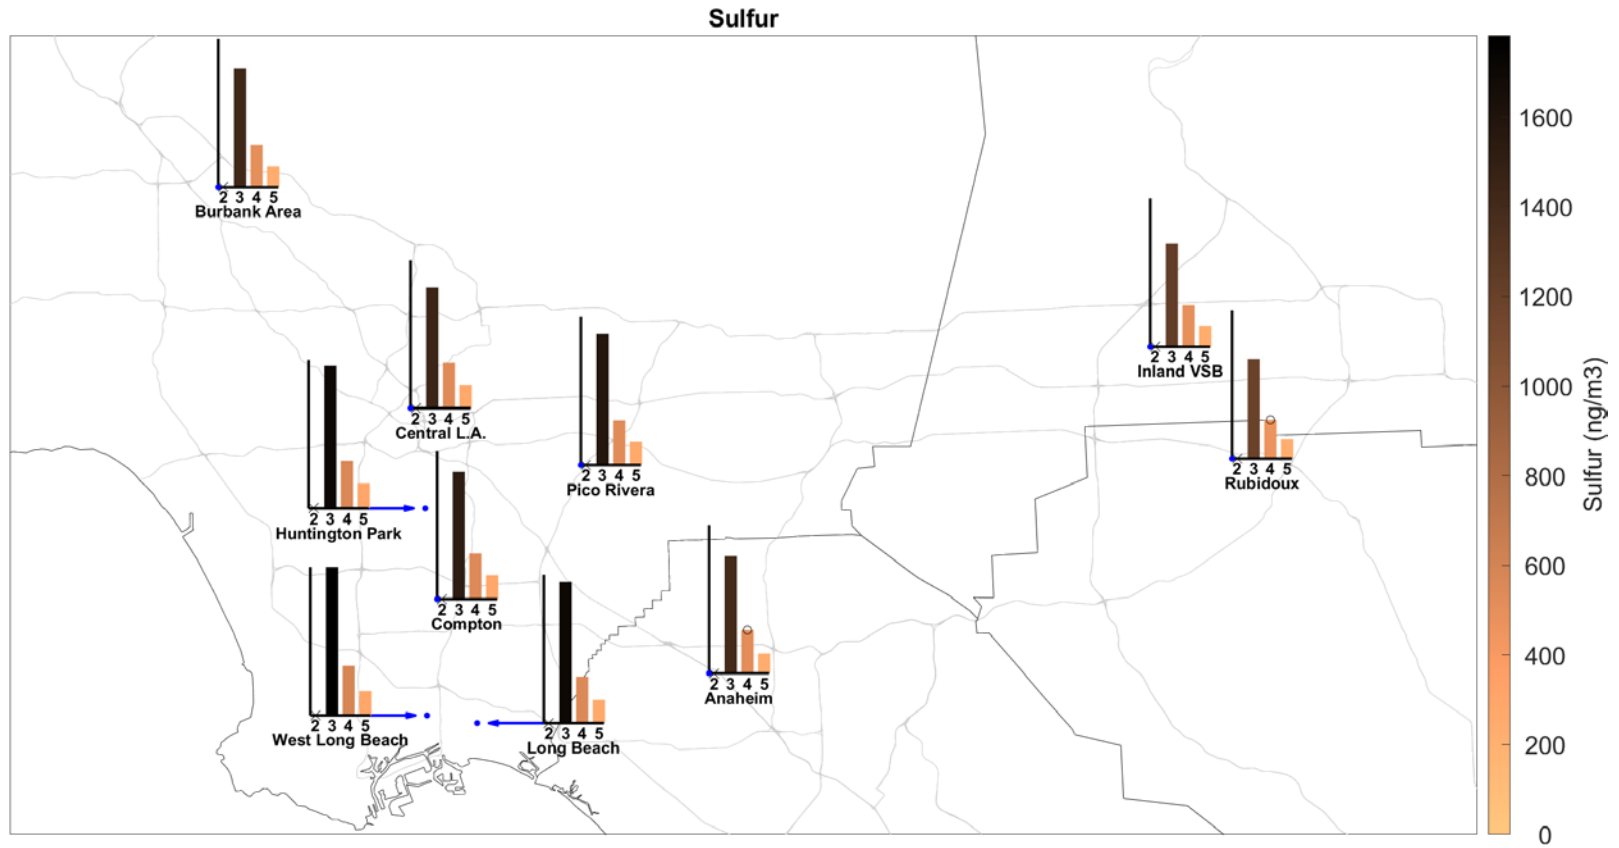 Sulfur
2 3 4 5
Burbank Area
2 3 4 5
Central L.A.
2 3 4 5
Pico Rivera
2 3 4 5
Inland VSB
2 3 4 5
Rubidoux
2 3 4 5
Huntington Park
2 3 4 5
Compton
2 3 4 5
West Long Beach
2 3 4 5
Long Beach
2 3 4 5
Anaheim
1600
1400
1200
1000
800
600
400
200
0
Sulfur (ng/m3)